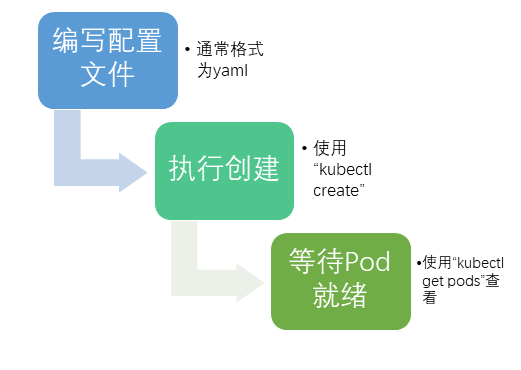 编写配置
文件
• 通常格式
为yaml
执行创建
• 使用
“kubectl
create”
等待Pod
就绪
•使用“kubectl
get pods”查
看